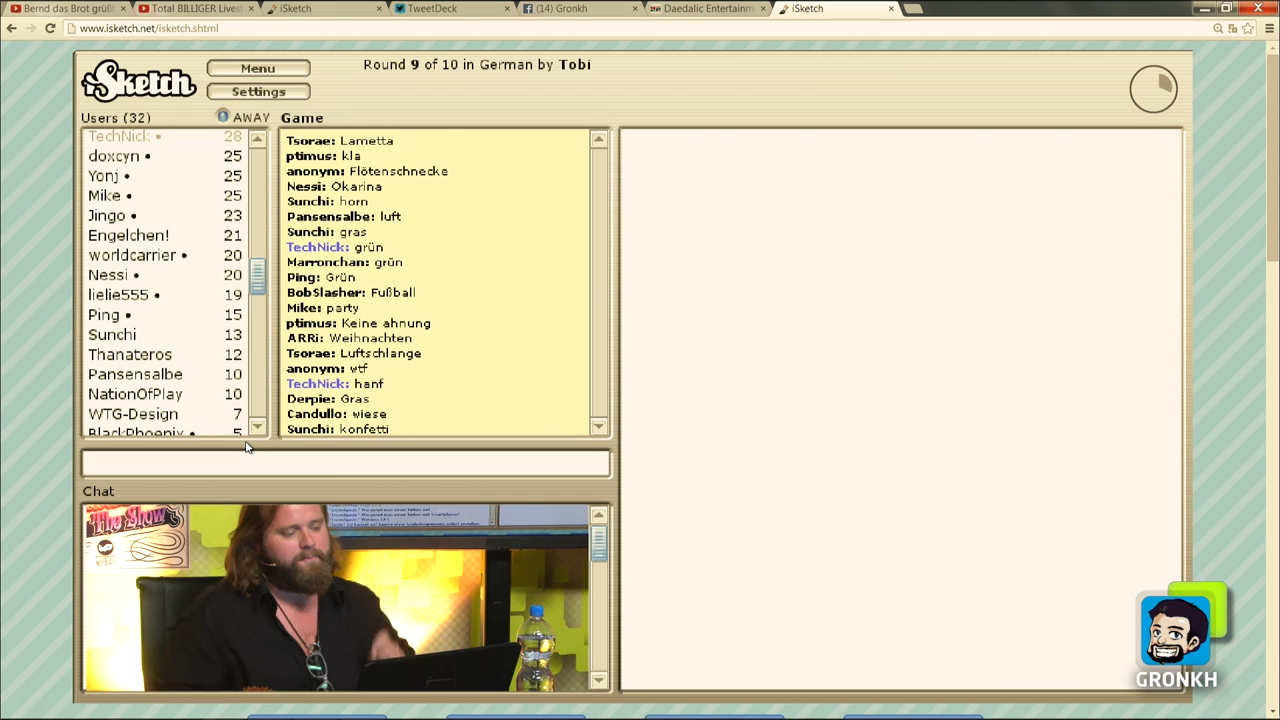 Bernd das Brot grüß
Total BILLIGER Livest
iSketch
TweetDeck
(14) Gronkh
Daedalic Entertainm
iSketch
www.isketch.net/isketch.shtml
iSketch
Menu
Settings
Round 9 of 10 in German by Tobi
Users (32)
AWAY
Game
TechNick • 28
doxcyn • 25
Yonj • 25
Mike • 25
Jingo • 23
Engelchen! 21
worldcarrier • 20
Nessi • 20
lielie555 • 19
Ping • 15
Sunchi 13
Thanateros 12
Pansensalbe 10
NationOfPlay 10
WTG-Design 7
BlackPhoenix • 5
Tsorae: Lametta
ptimus: kla
anonym: Flötenschnecke
Nessi: Okarina
Sunchi: horn
Pansensalbe: luft
Sunchi: gras
TechNick: grün
Marronchan: grün
Ping: Grün
BobSlasher: Fußball
Mike: party
ptimus: Keine ahnung
ARRi: Weihnachten
Tsorae: Luftschlange
anonym: wtf
TechNick: hanf
Derpie: Gras
Candullo: wiese
Sunchi: konfetti
Chat
The Show
GRONKH